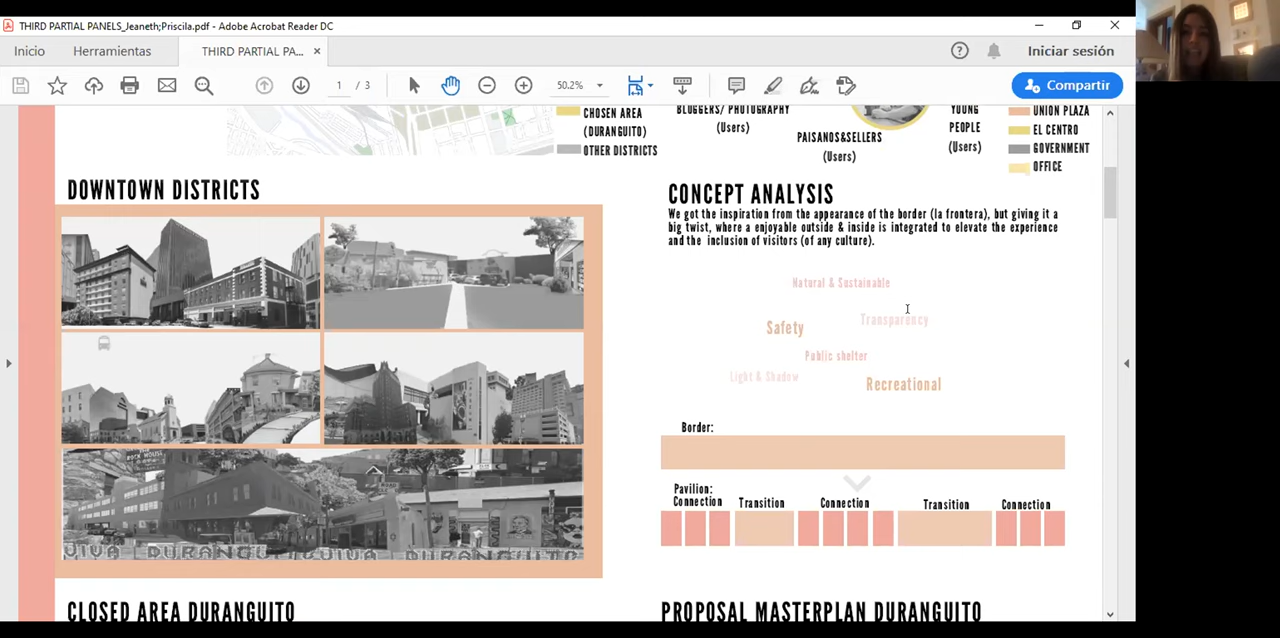 THIRD PARTIAL PANELS_Jeaneth;Priscila.pdf - Adobe Acrobat Reader DC
Inicio
Herramientas
THIRD PARTIAL PA...
Iniciar sesión
1 / 3
50.2%
Compartir
CHOSEN AREA
(DURANGUITO)
OTHER DISTRICTS
BLOGGERS/ PHOTOGRAPHY
(Users)
PAISANOS&SELLERS
(Users)
YOUNG
PEOPLE
(Users)
UNION PLAZA
EL CENTRO
GOVERNMENT
OFFICE
DOWNTOWN DISTRICTS
VIVA DURANGUITO
VIVA DURANGUITO
CONCEPT ANALYSIS
We got the inspiration from the appearance of the border (la frontera), but giving it a
big twist, where a enjoyable outside & inside is integrated to elevate the experience
and the inclusion of visitors (of any culture).
Natural & Sustainable
Transparency
Safety
Public shelter
Light & Shadow
Recreational
Border:
Pavilion:
Connection
Transition
Connection
Transition
Connection
CLOSED AREA DURANGUITO
PROPOSAL MASTERPLAN DURANGUITO